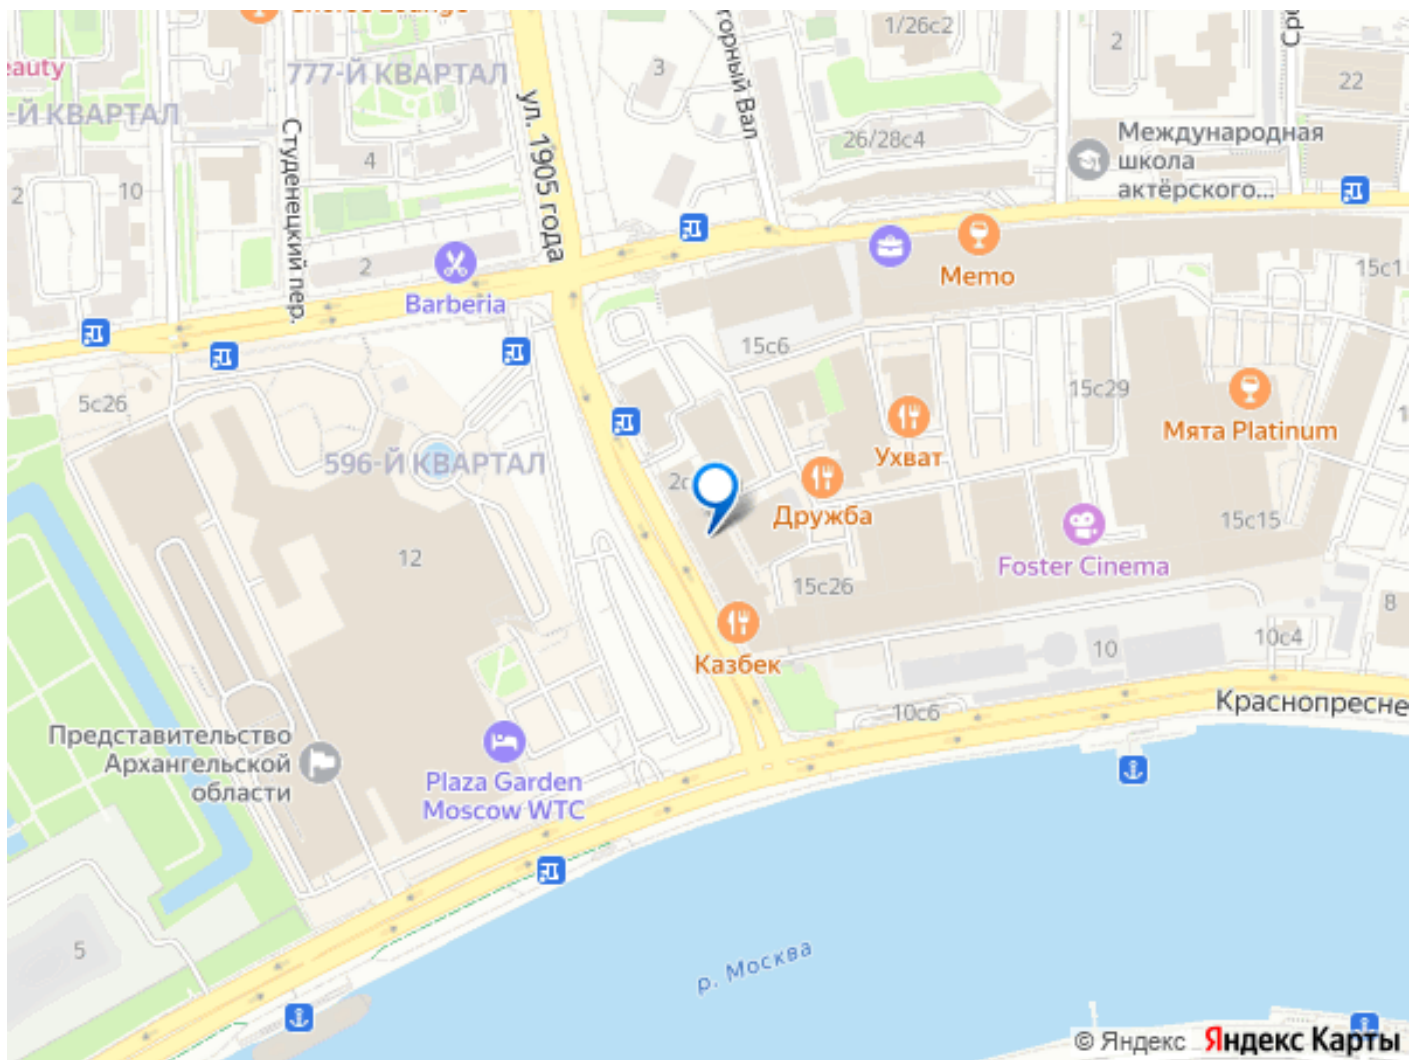 1/26с2
2
22
eauty
777-Й КВАРТАЛ
3
горный Вал
-Й КВАРТАЛ
ул. 1905 года
Студенецкий пер.
4
26/28с4
Международная
школа
актёрского...
2
10
2
Barberia
Memo
15с1
5с26
15с6
15с29
Ухват
Мята Platinum
596-Й КВАРТАЛ
Дружба
15с15
12
15с26
Foster Cinema
8
Казбек
10
10с4
10с6
Краснопресне
Представительство
Архангельской
области
Plaza Garden
Moscow WTC
5
р. Москва
© Яндекс Яндекс Карты